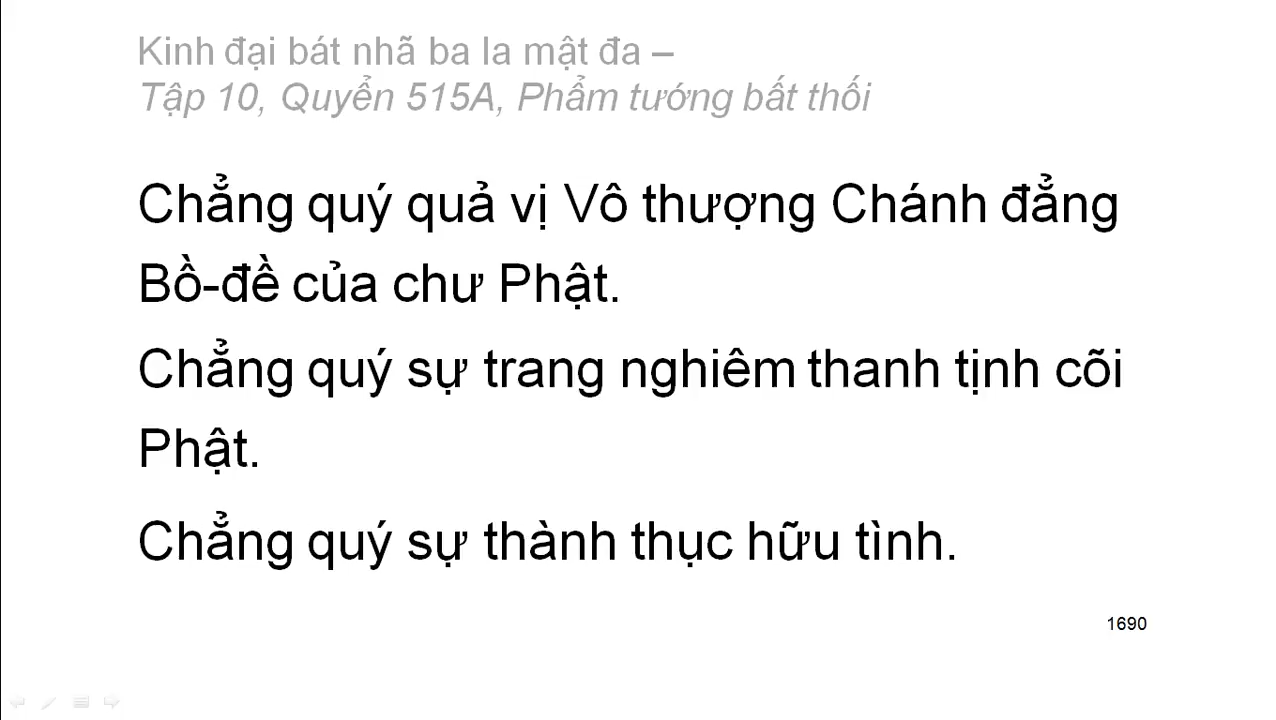 Kinh đại bát nhã ba la mật đa –
Tập 10, Quyển 515A, Phẩm tướng bất thối
Chẳng quý quả vị Vô thượng Chánh đẳng
Bồ-đề của chư Phật.
Chẳng quý sự trang nghiêm thanh tịnh cõi
Phật.
Chẳng quý sự thành thục hữu tình.
1690